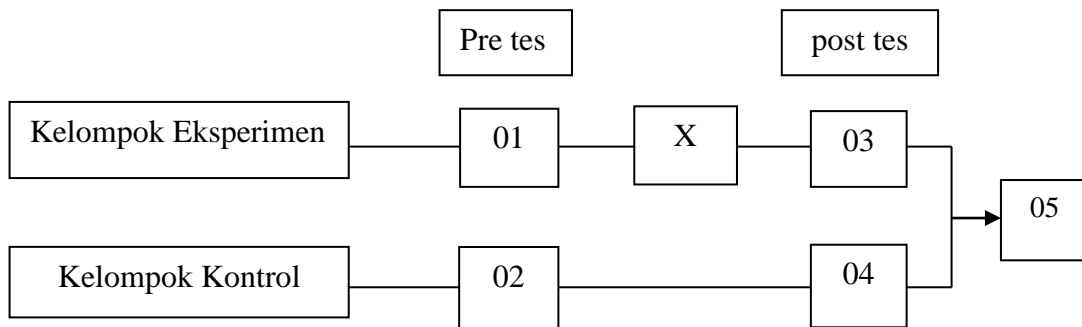 Pre tes
post tes
Kelompok Eksperimen
01
X
03
05
Kelompok Kontrol
02
04